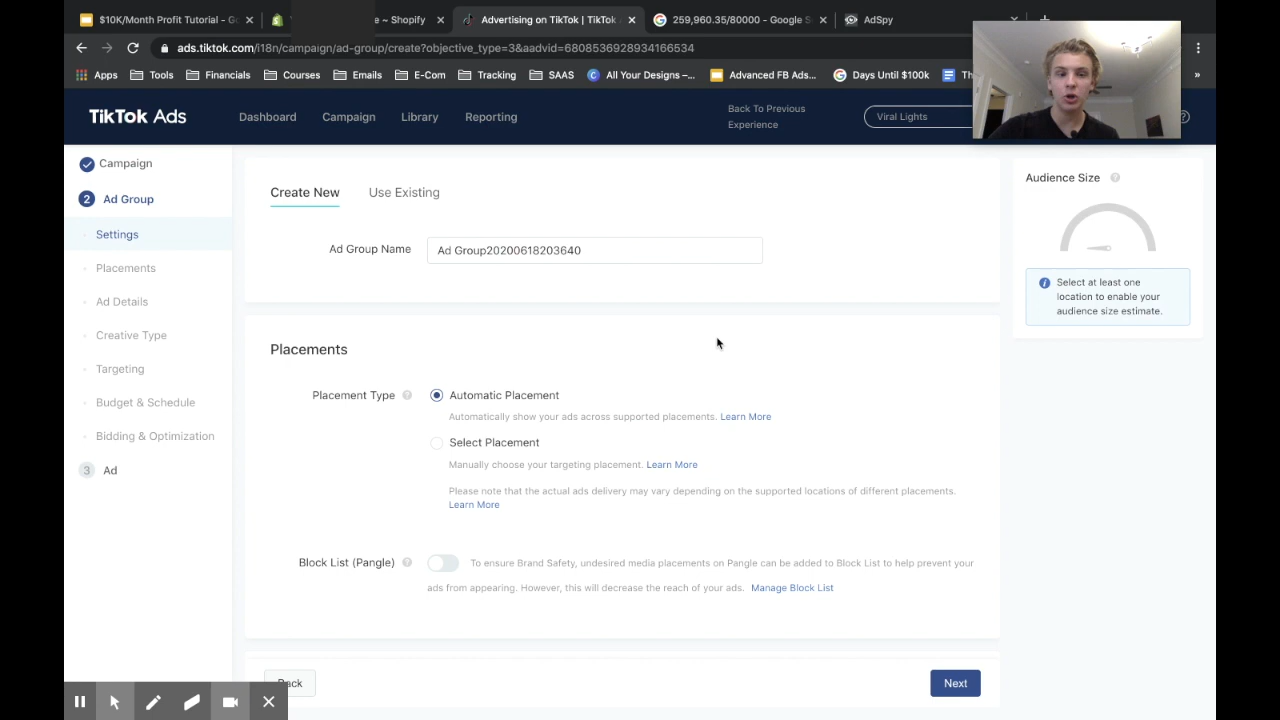 $10K/Month Profit Tutorial - Go
e ~ Shopify
Advertising on TikTok | TikTok
259,960.35/80000 - Google S
AdSpy
ads.tiktok.com/i18n/campaign/ad-group/create?objective_type=3&aadvid=6808536928934166534
Apps
Tools
Financials
Courses
Emails
E-Com
Tracking
SAAS
All Your Designs –...
Advanced FB Ads...
Days Until $100k
Th
»
TikTok Ads
Dashboard
Campaign
Library
Reporting
Back To Previous
Experience
Viral Lights
Campaign
2 Ad Group
Settings
Placements
Ad Details
Creative Type
Targeting
Budget & Schedule
Bidding & Optimization
3 Ad
Create New
Use Existing
Ad Group Name
Ad Group20200618203640
Placements
Placement Type
Automatic Placement
Automatically show your ads across supported placements. Learn More
Select Placement
Manually choose your targeting placement. Learn More
Please note that the actual ads delivery may vary depending on the supported locations of different placements.
Learn More
Block List (Pangle)
To ensure Brand Safety, undesired media placements on Pangle can be added to Block List to help prevent your
ads from appearing. However, this will decrease the reach of your ads. Manage Block List
Back
Next
Audience Size
Select at least one
location to enable your
audience size estimate.